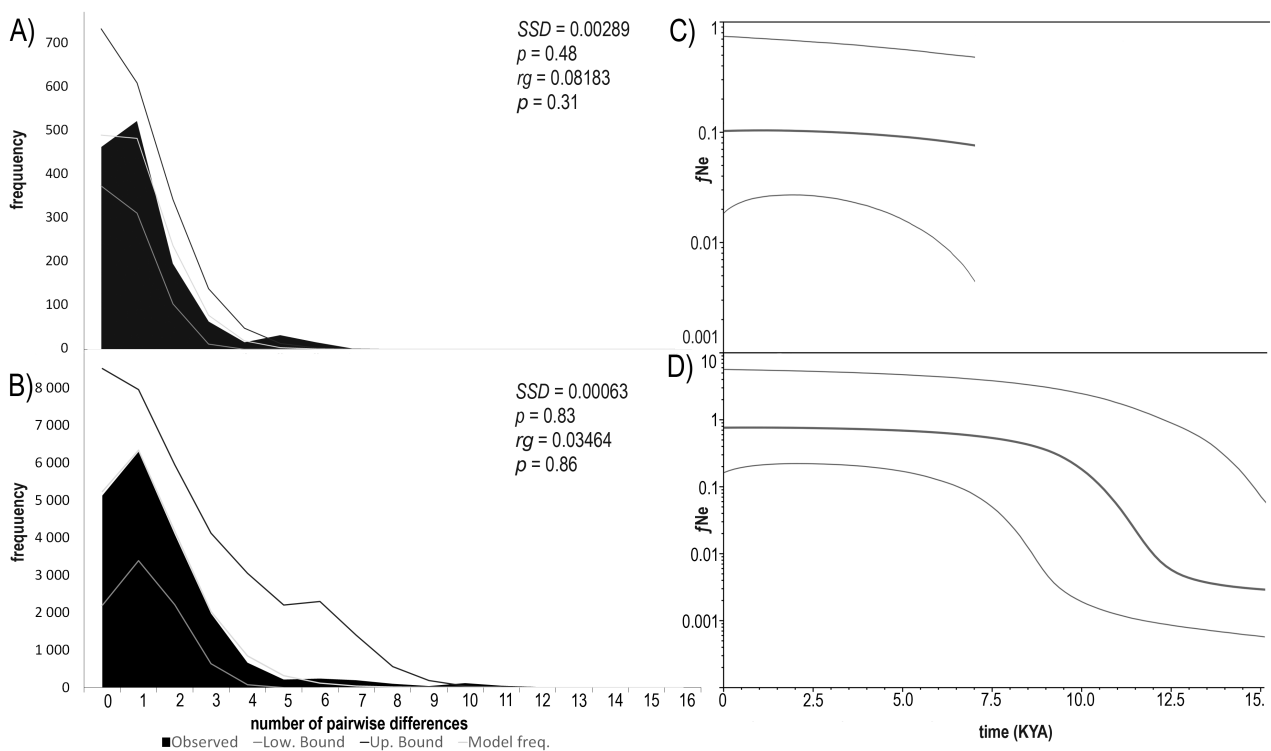 A)
SSD = 0.00289
p = 0.48
rg = 0.08183
p = 0.31
700
600
500
400
300
200
100
0
frequuency
B)
SSD = 0.00063
p = 0.83
rg = 0.03464
p = 0.86
8 000
7 000
6 000
5 000
4 000
3 000
2 000
1 000
0
frequuency
0 1 2 3 4 5 6 7 8 9 10 11 12 13 14 15 16
number of pairwise differences
Observed Low. Bound Up. Bound Model freq.
C)
1
0.1
0.01
0.001
ƒNe
D)
10
1
0.1
0.01
0.001
ƒNe
0 2.5 5.0 7.5 10.0 12.5 15.
time (KYA)